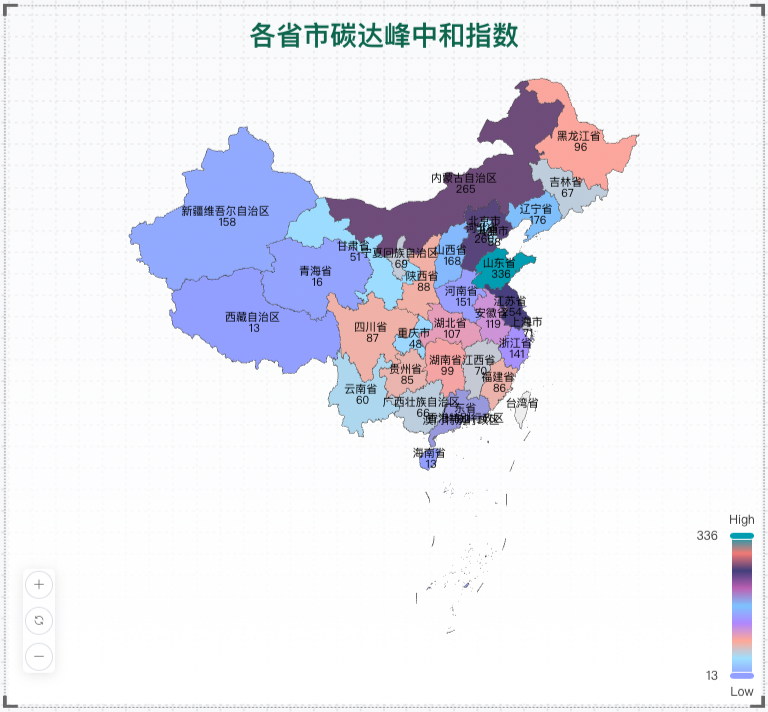 各省市碳达峰中和指数
黑龙江省
96
内蒙古自治区
265
吉林省
67
新疆维吾尔自治区
158
辽宁省
176
北京市
甘肃省
51
宁夏回族自治区
69
山西省
168
山东省
336
青海省
16
陕西省
88
河南省
151
江苏省
254
西藏自治区
13
安徽省
119
上海市
71
四川省
87
重庆市
48
湖北省
107
浙江省
141
贵州省
85
湖南省
99
江西省
70
福建省
86
云南省
60
广西壮族自治区
66
广东省
台湾省
海南省
13
High
336
13
Low